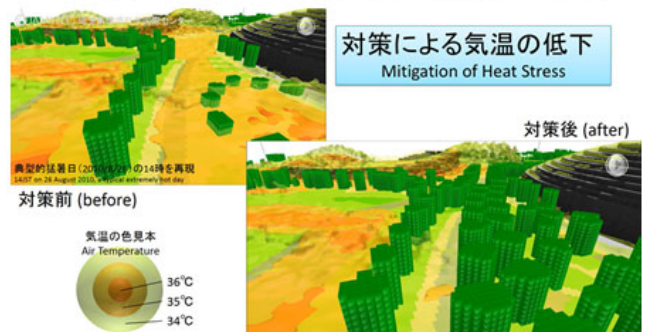 対策による気温の低下
Mitigation of Heat Stress
典型的猛暑日(2010/8/26)の14時を再現
14JST on 26 August 2010, a typical extremely hot day
対策前 (before)
対策後 (after)
気温の色見本
Air Temperature
36℃
35℃
34℃